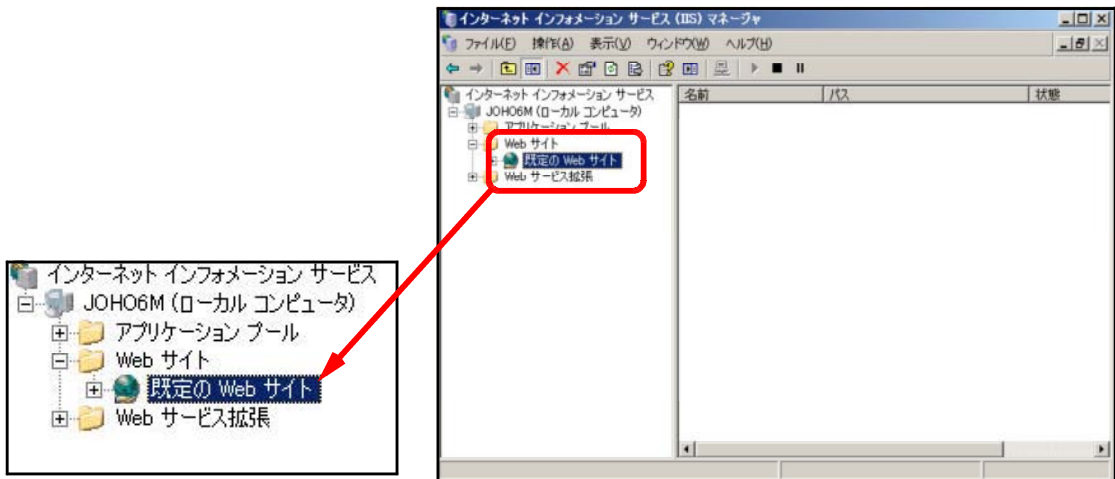 インターネット インフォメーション サービス (IIS) マネージャ
ファイル(F) 操作(A) 表示(V) ウィンドウ(W) ヘルプ(H)
インターネット インフォメーション サービス
JOHO6M (ローカル コンピュータ)
アプリケーション プール
Web サイト
既定の Web サイト
Web サービス拡張
名前 パス 状態
インターネット インフォメーション サービス
JOHO6M (ローカル コンピュータ)
アプリケーション プール
Web サイト
既定の Web サイト
Web サービス拡張